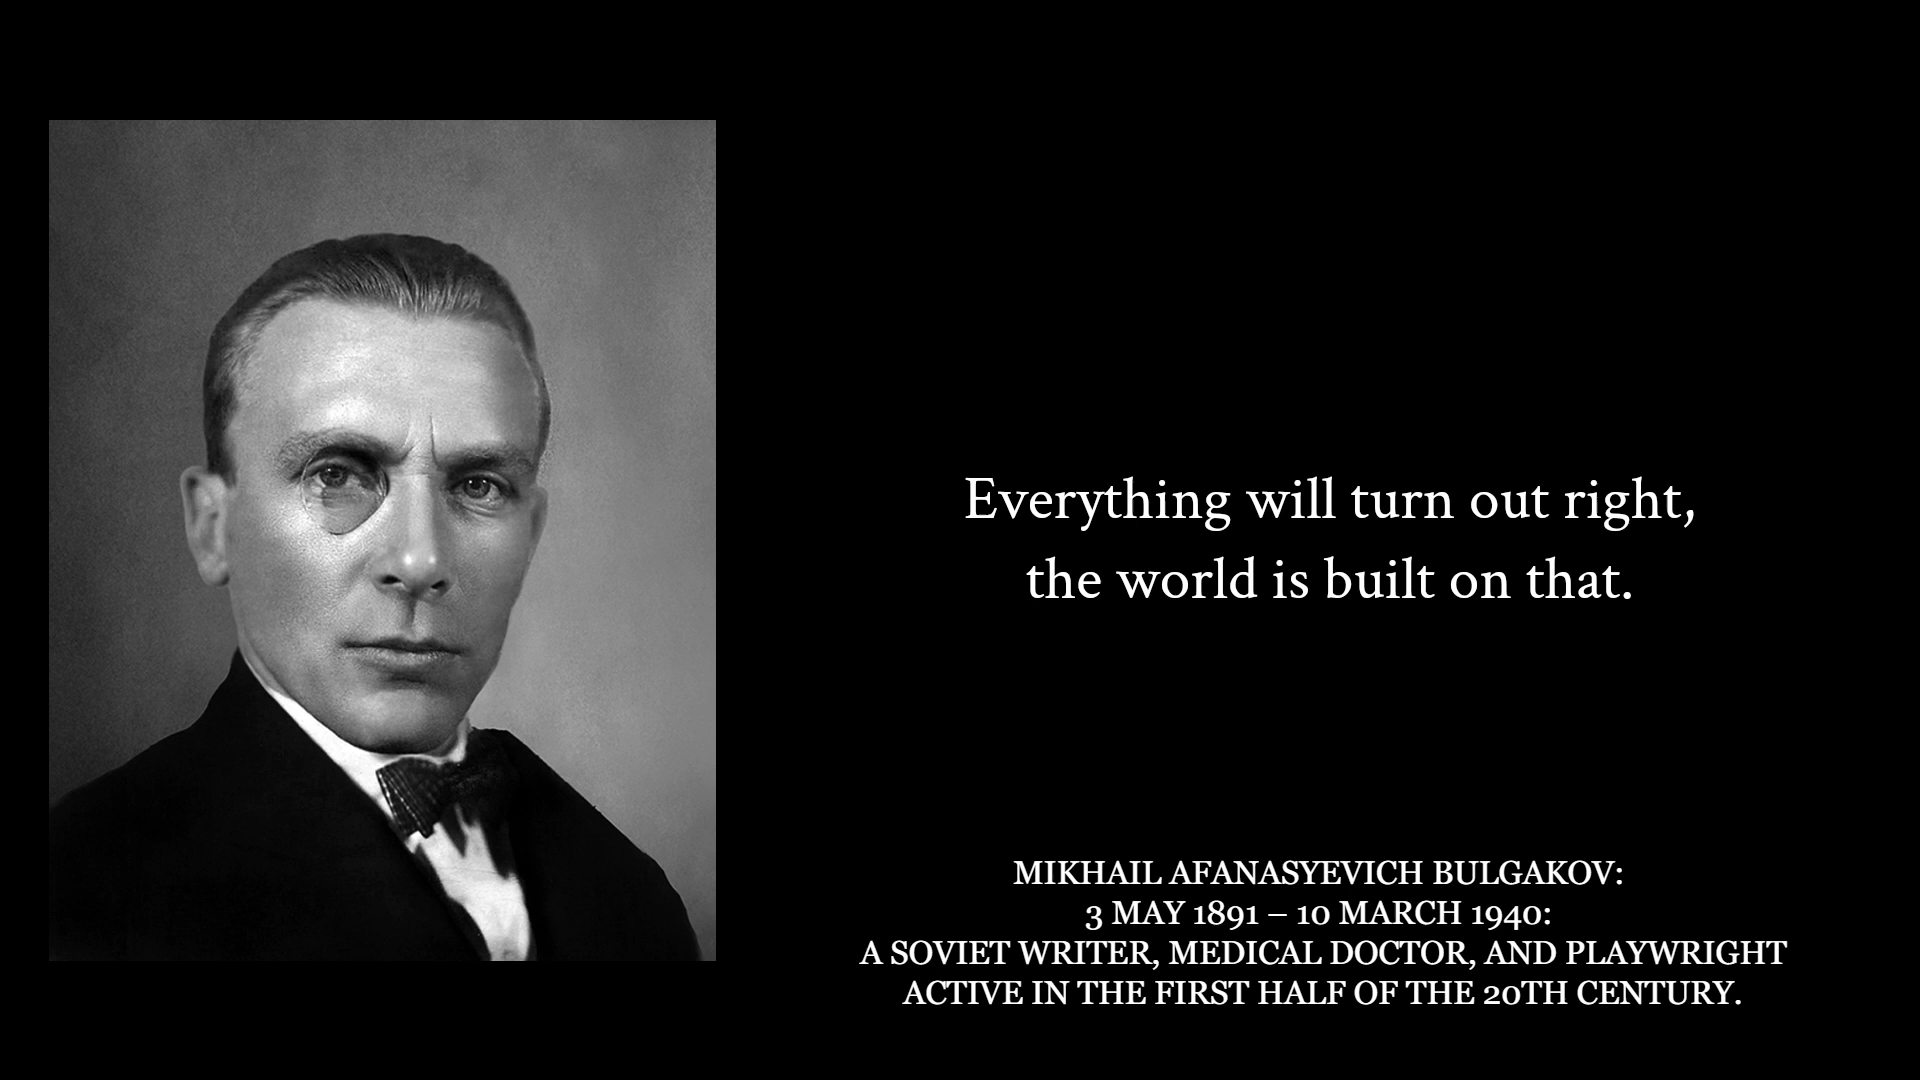 Everything will turn out right,
the world is built on that.
MIKHAIL AFANASYEVICH BULGAKOV:
3 MAY 1891 – 10 MARCH 1940:
A SOVIET WRITER, MEDICAL DOCTOR, AND PLAYWRIGHT
ACTIVE IN THE FIRST HALF OF THE 20TH CENTURY.